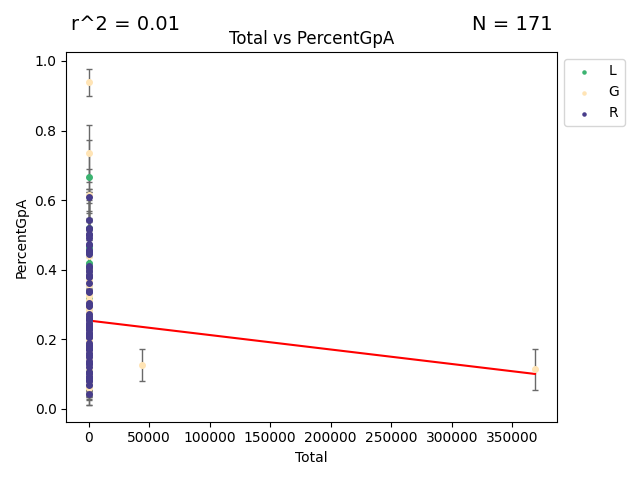 r^2 = 0.01
N = 171
Total vs PercentGpA
L
G
R
PercentGpA
1.0
0.8
0.6
0.4
0.2
0.0
0 50000 100000 150000 200000 250000 300000 350000
Total